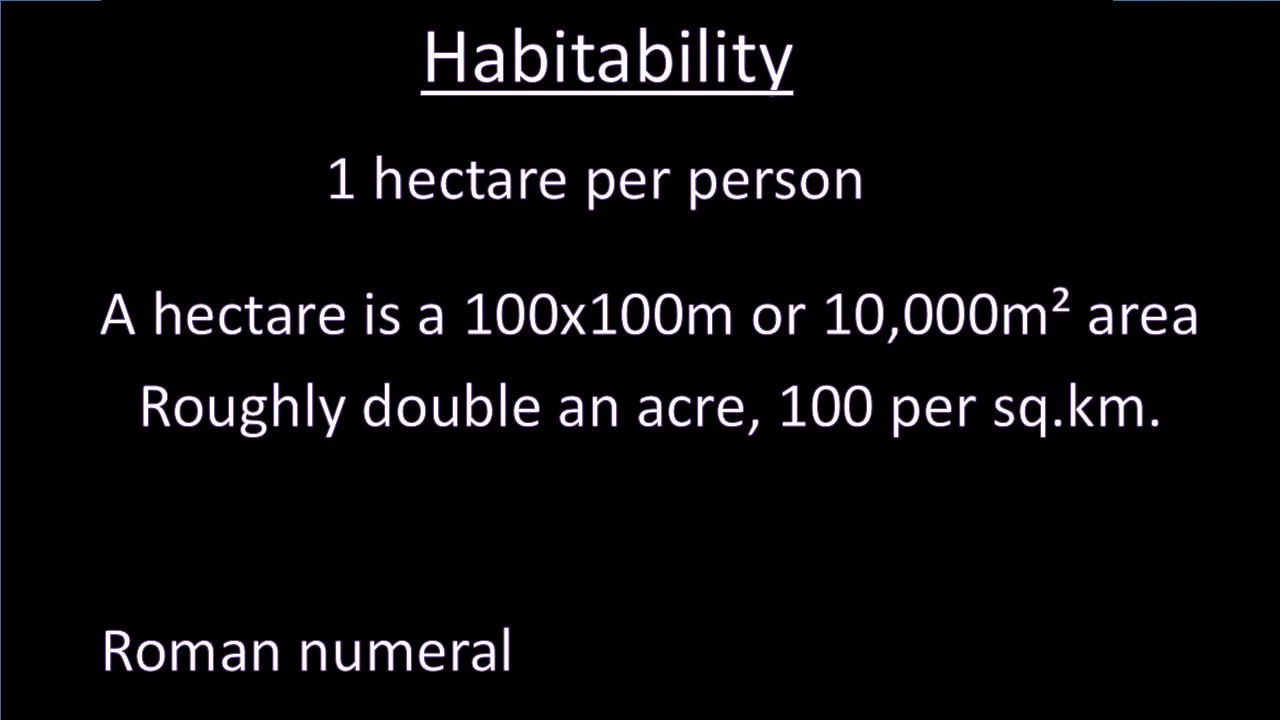 Habitability
1 hectare per person
A hectare is a 100x100m or 10,000m² area
Roughly double an acre, 100 per sq.km.
Roman numeral